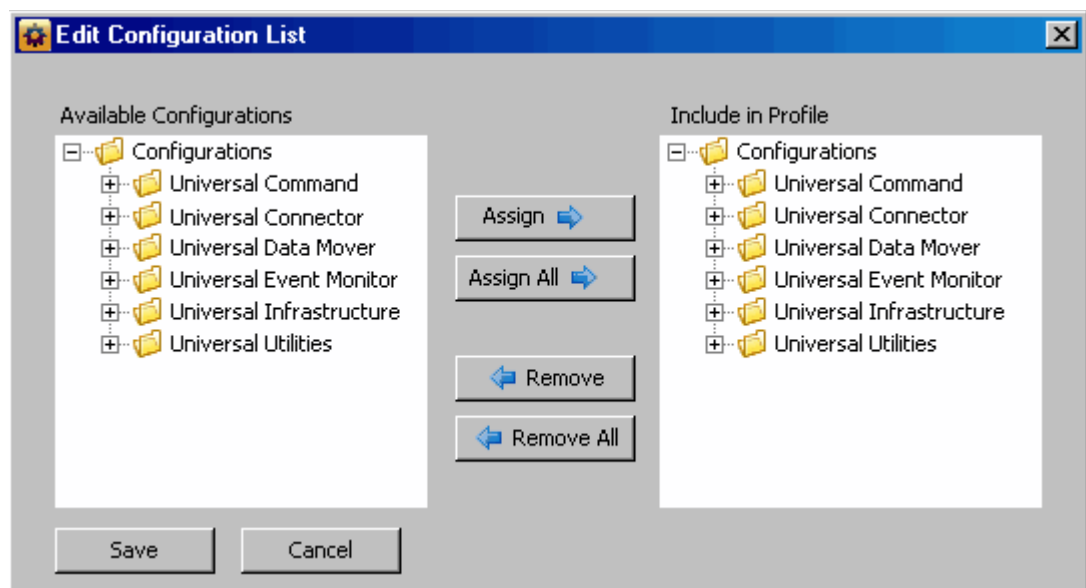 Edit Configuration List
Available Configurations
Configurations
Universal Command
Universal Connector
Universal Data Mover
Universal Event Monitor
Universal Infrastructure
Universal Utilities
Assign
Assign All
Remove
Remove All
Include in Profile
Configurations
Universal Command
Universal Connector
Universal Data Mover
Universal Event Monitor
Universal Infrastructure
Universal Utilities
Save
Cancel